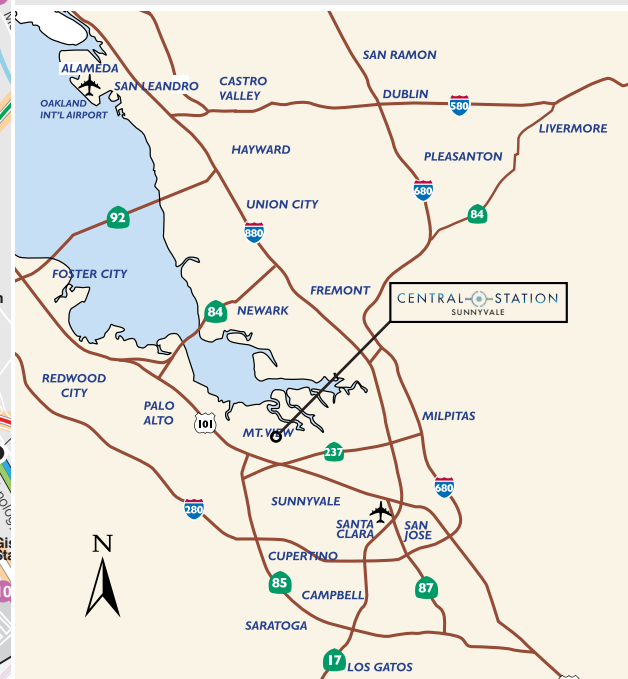 SAN RAMON
ALAMEDA
SAN LEANDRO
CASTRO
VALLEY
DUBLIN
580
OAKLAND
INT'L AIRPORT
LIVERMORE
HAYWARD
PLEASANTON
680
92
UNION CITY
84
880
FOSTER CITY
FREMONT
CENTRAL STATION
SUNNYVALE
84
NEWARK
REDWOOD
CITY
PALO
ALTO
101
MILPITAS
MT. VIEW
237
680
280
SUNNYVALE
SANTA
CLARA
SAN
JOSE
N
CUPERTINO
85
CAMPBELL
87
SARATOGA
17
LOS GATOS